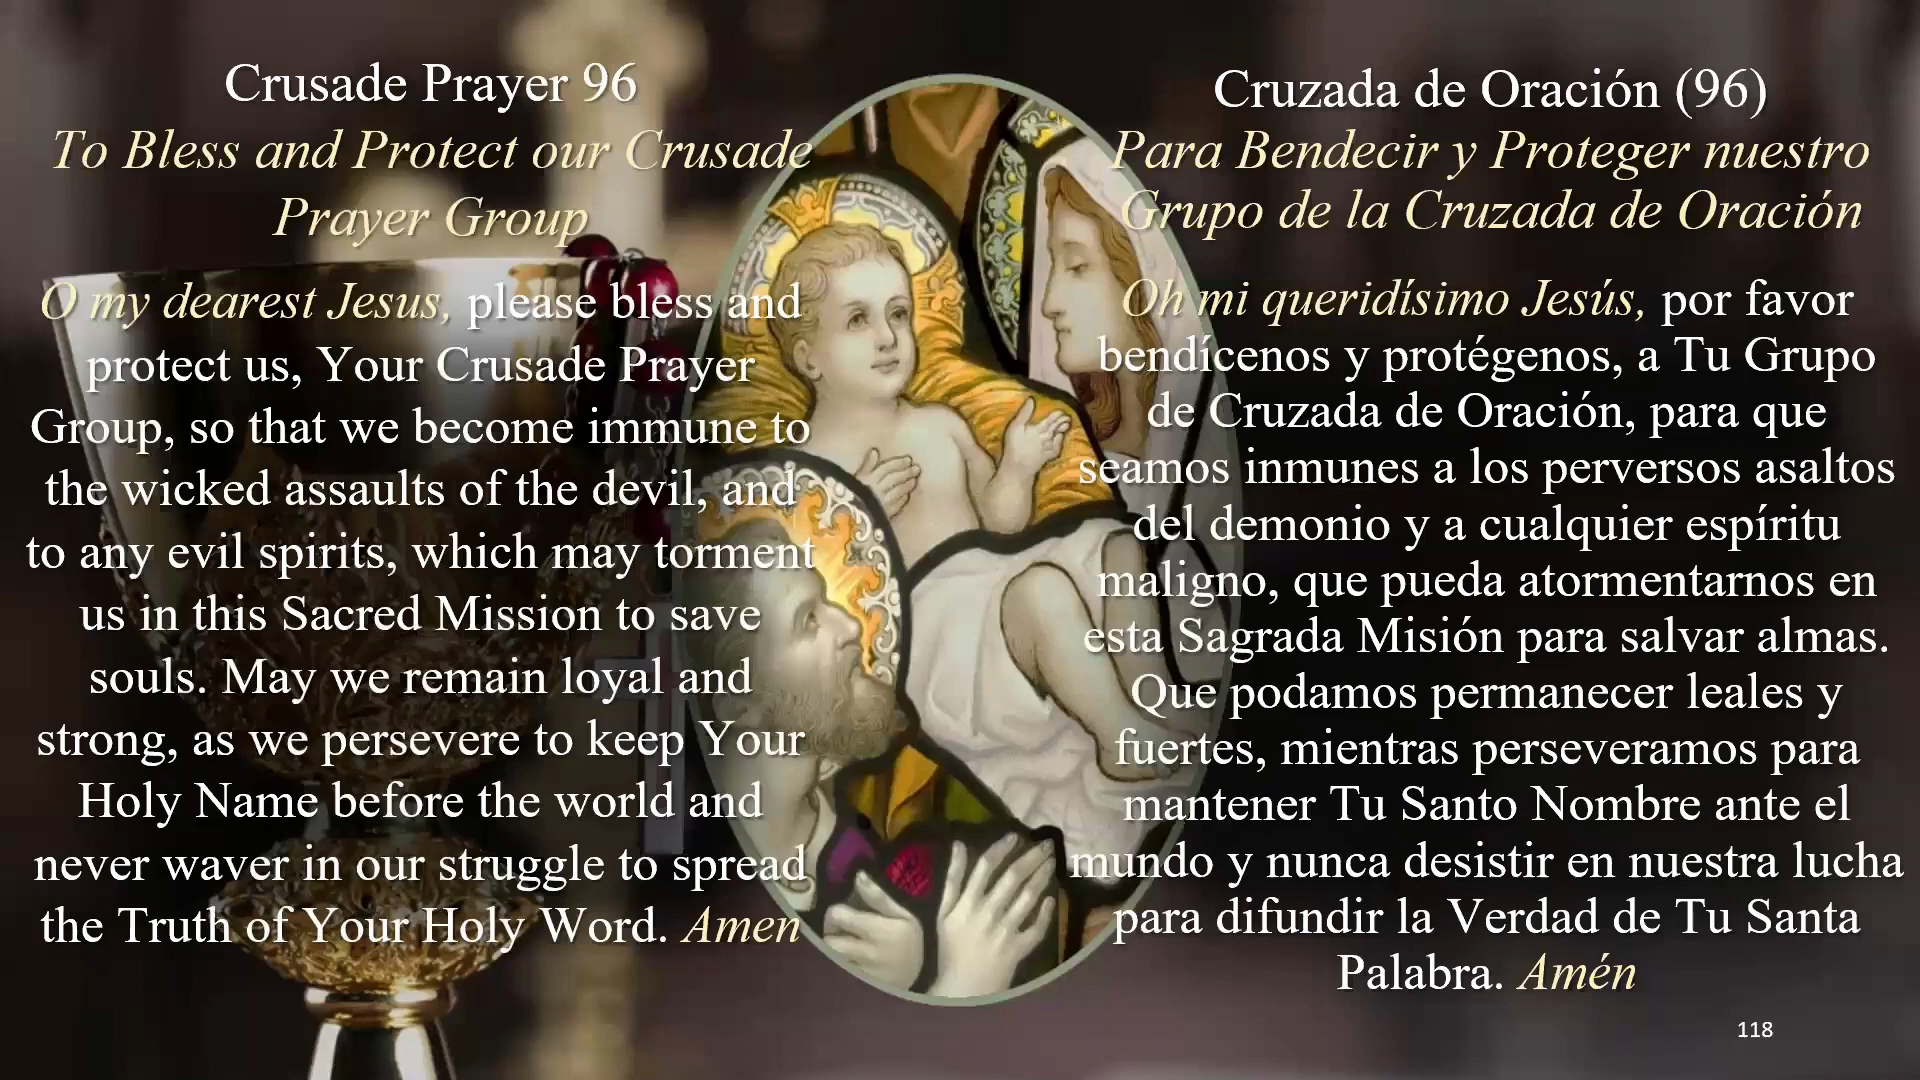 Crusade Prayer 96
To Bless and Protect our Crusade
Prayer Group
O my dearest Jesus, please bless and
protect us, Your Crusade Prayer
Group, so that we become immune to
the wicked assaults of the devil, and
to any evil spirits, which may torment
us in this Sacred Mission to save
souls. May we remain loyal and
strong, as we persevere to keep Your
Holy Name before the world and
never waver in our struggle to spread
the Truth of Your Holy Word. Amen
Cruzada de Oración (96)
Para Bendecir y Proteger nuestro
Grupo de la Cruzada de Oración
Oh mi queridísimo Jesús, por favor
bendícenos y protégenos, a Tu Grupo
de Cruzada de Oración, para que
seamos inmunes a los perversos asaltos
del demonio y a cualquier espíritu
maligno, que pueda atormentarnos en
esta Sagrada Misión para salvar almas.
Que podamos permanecer leales y
fuertes, mientras perseveramos para
mantener Tu Santo Nombre ante el
mundo y nunca desistir en nuestra lucha
para difundir la Verdad de Tu Santa
Palabra. Amén
118